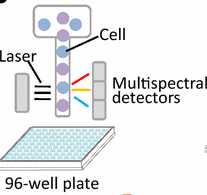 Cell
Laser
Multispectral
detectors
96-well plate